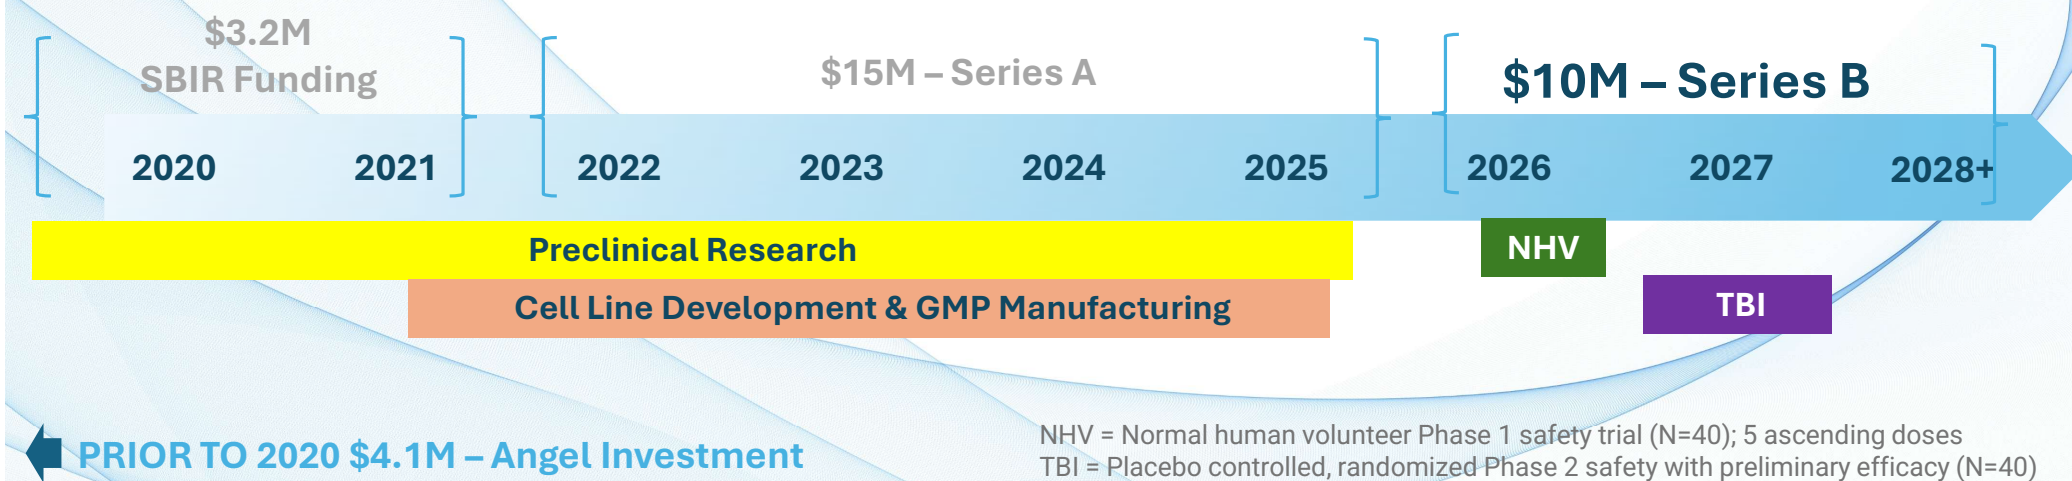 $3.2M
SBIR Funding
$15M – Series A
$10M – Series B
2020 2021 2022 2023 2024 2025 2026 2027 2028+
Preclinical Research
NHV
Cell Line Development & GMP Manufacturing
TBI
PRIOR TO 2020 $4.1M – Angel Investment
NHV = Normal human volunteer Phase 1 safety trial (N=40); 5 ascending doses
TBI = Placebo controlled, randomized Phase 2 safety with preliminary efficacy (N=40)